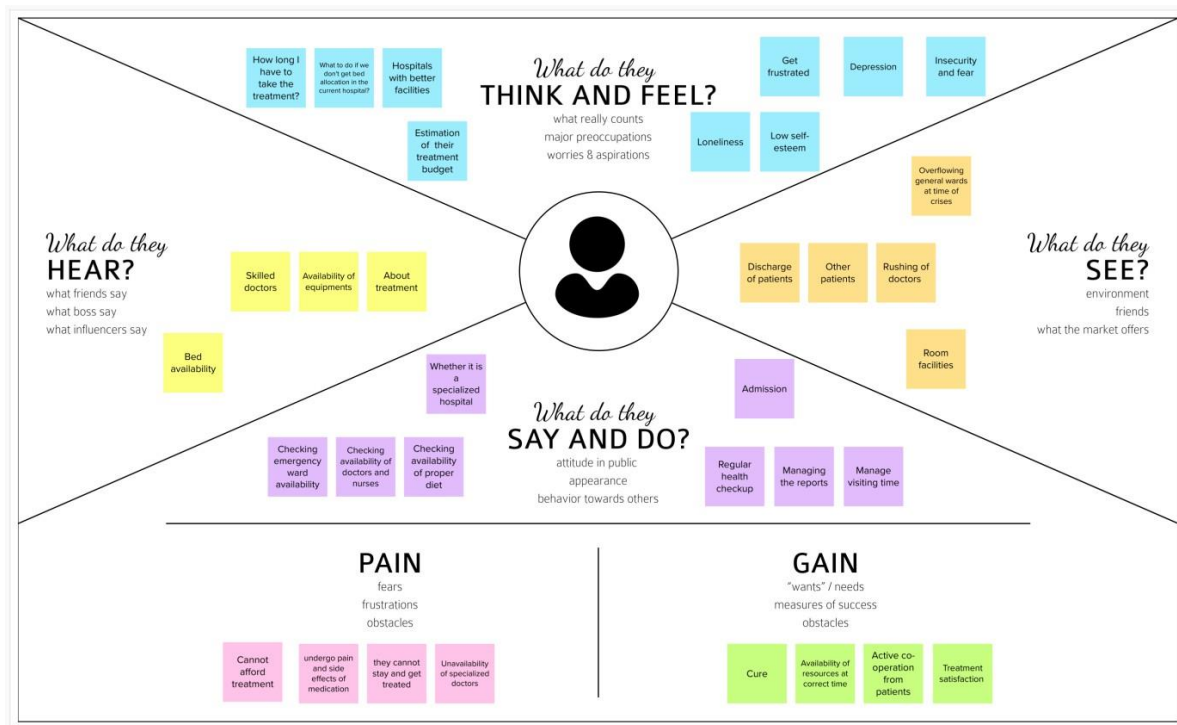 How long I
have to
take the
treatment?
What to do if we
don't get bed
allocation in the
current hospital?
Hospitals
with better
facilities
Estimation
of their
treatment
budget
What do they
THINK AND FEEL?
what really counts
major preoccupations
worries & aspirations
Get
frustrated
Depression
Insecurity
and fear
Loneliness
Low self-
esteem
What do they
HEAR?
what friends say
what boss say
what influencers say
Skilled
doctors
Availability of
equipments
About
treatment
Bed
availability
Overflowing
general wards
at time of
crises
Discharge
of patients
Other
patients
Rushing of
doctors
Room
facilities
What do they
SEE?
environment
friends
what the market offers
Whether it is
a
specialized
hospital
Checking
emergency
ward
availability
Checking
availability of
doctors and
nurses
Checking
availability
of proper
diet
What do they
SAY AND DO?
attitude in public
appearance
behavior towards others
Admission
Regular
health
checkup
Managing
the reports
Manage
visiting time
PAIN
fears
frustrations
obstacles
Cannot
afford
treatment
undergo pain
and side
effects of
medication
they cannot
stay and get
treated
Unavailability
of specialized
doctors
GAIN
"wants" / needs
measures of success
obstacles
Cure
Availability of
resources at
correct time
Active co-
operation
from
patients
Treatment
satisfaction